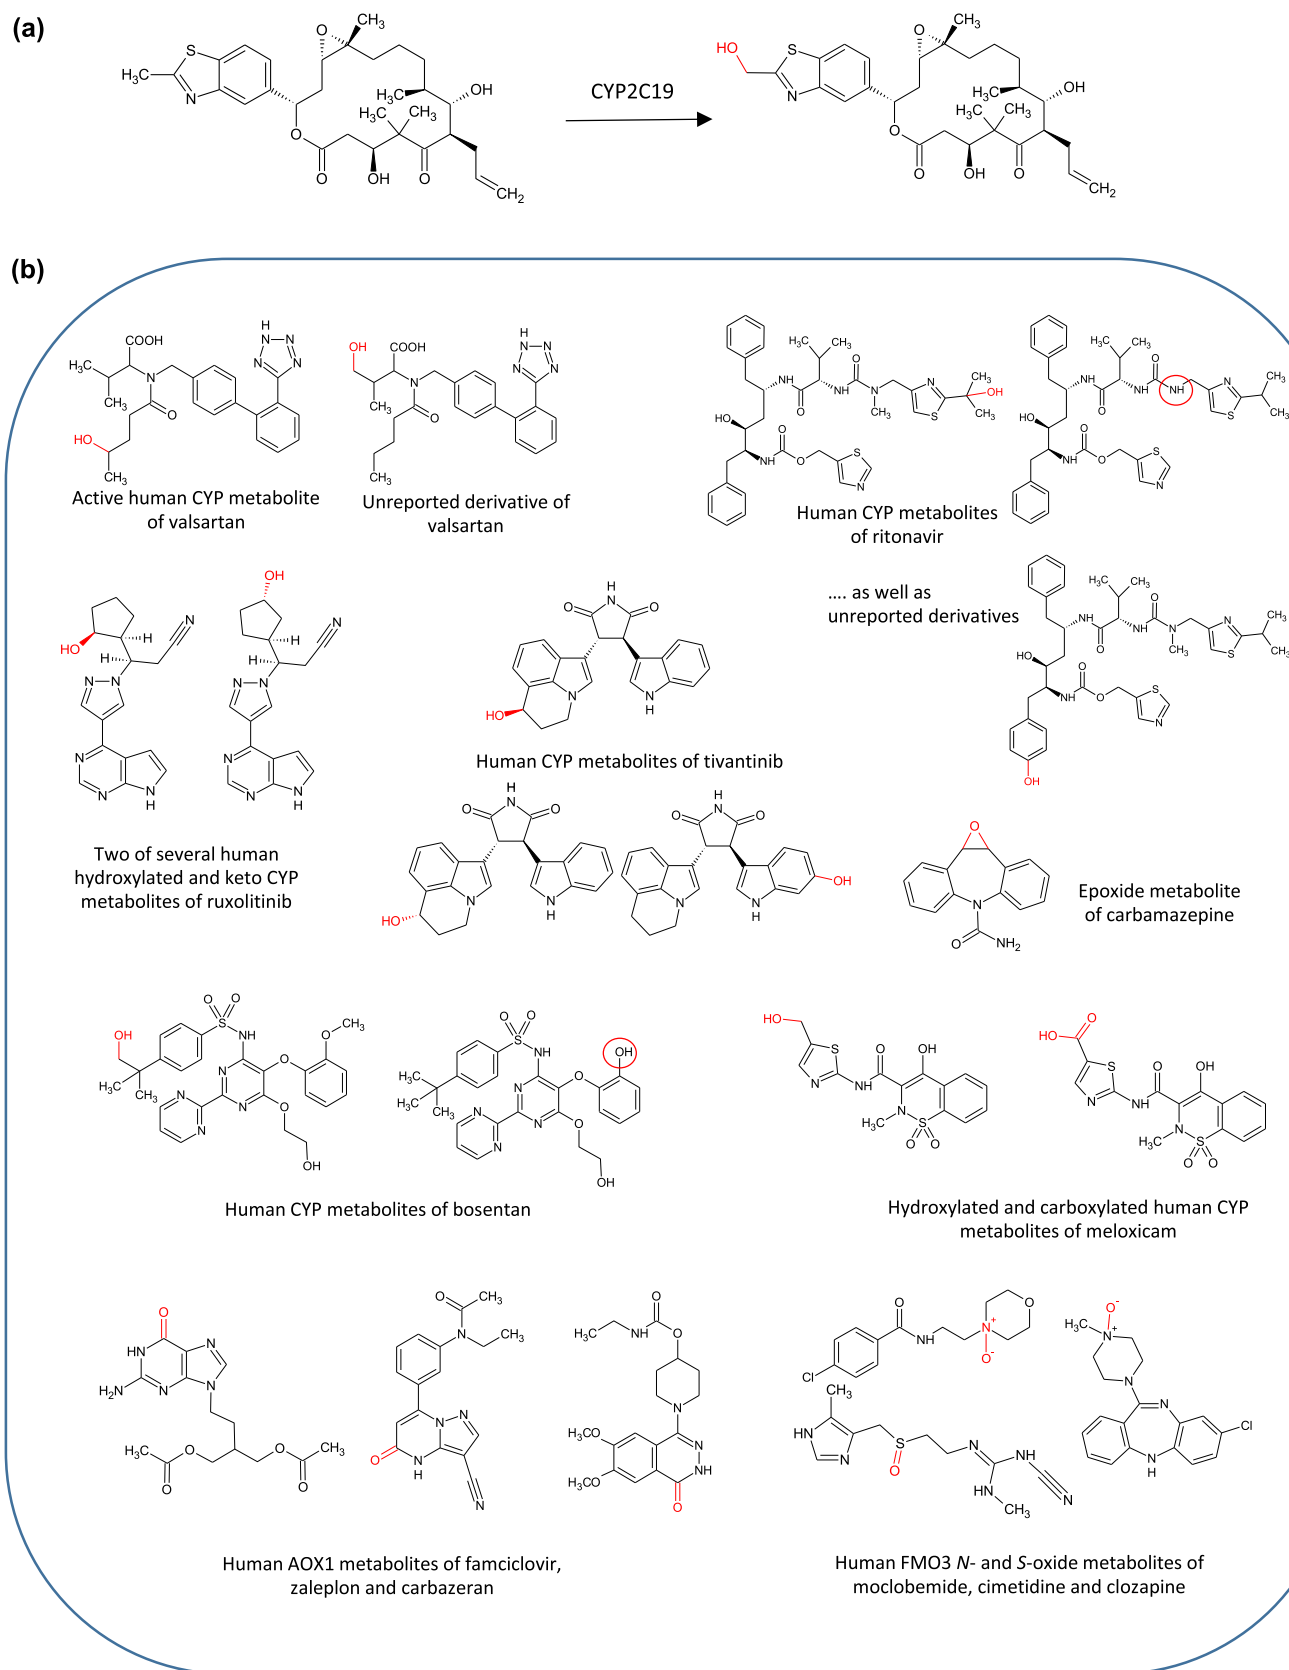 (a)
CYP2C19
(b)
Active human CYP metabolite
of valsartan
Unreported derivative of
valsartan
Human CYP metabolites
of ritonavir
.... as well as
unreported derivatives
Two of several human
hydroxylated and keto CYP
metabolites of ruxolitinib
Human CYP metabolites of tivantinib
Epoxide metabolite
of carbamazepine
Human CYP metabolites of bosentan
Hydroxylated and carboxylated human CYP
metabolites of meloxicam
Human AOX1 metabolites of famciclovir,
zaleplon and carbazeran
Human FMO3 N- and S-oxide metabolites of
moclobemide, cimetidine and clozapine